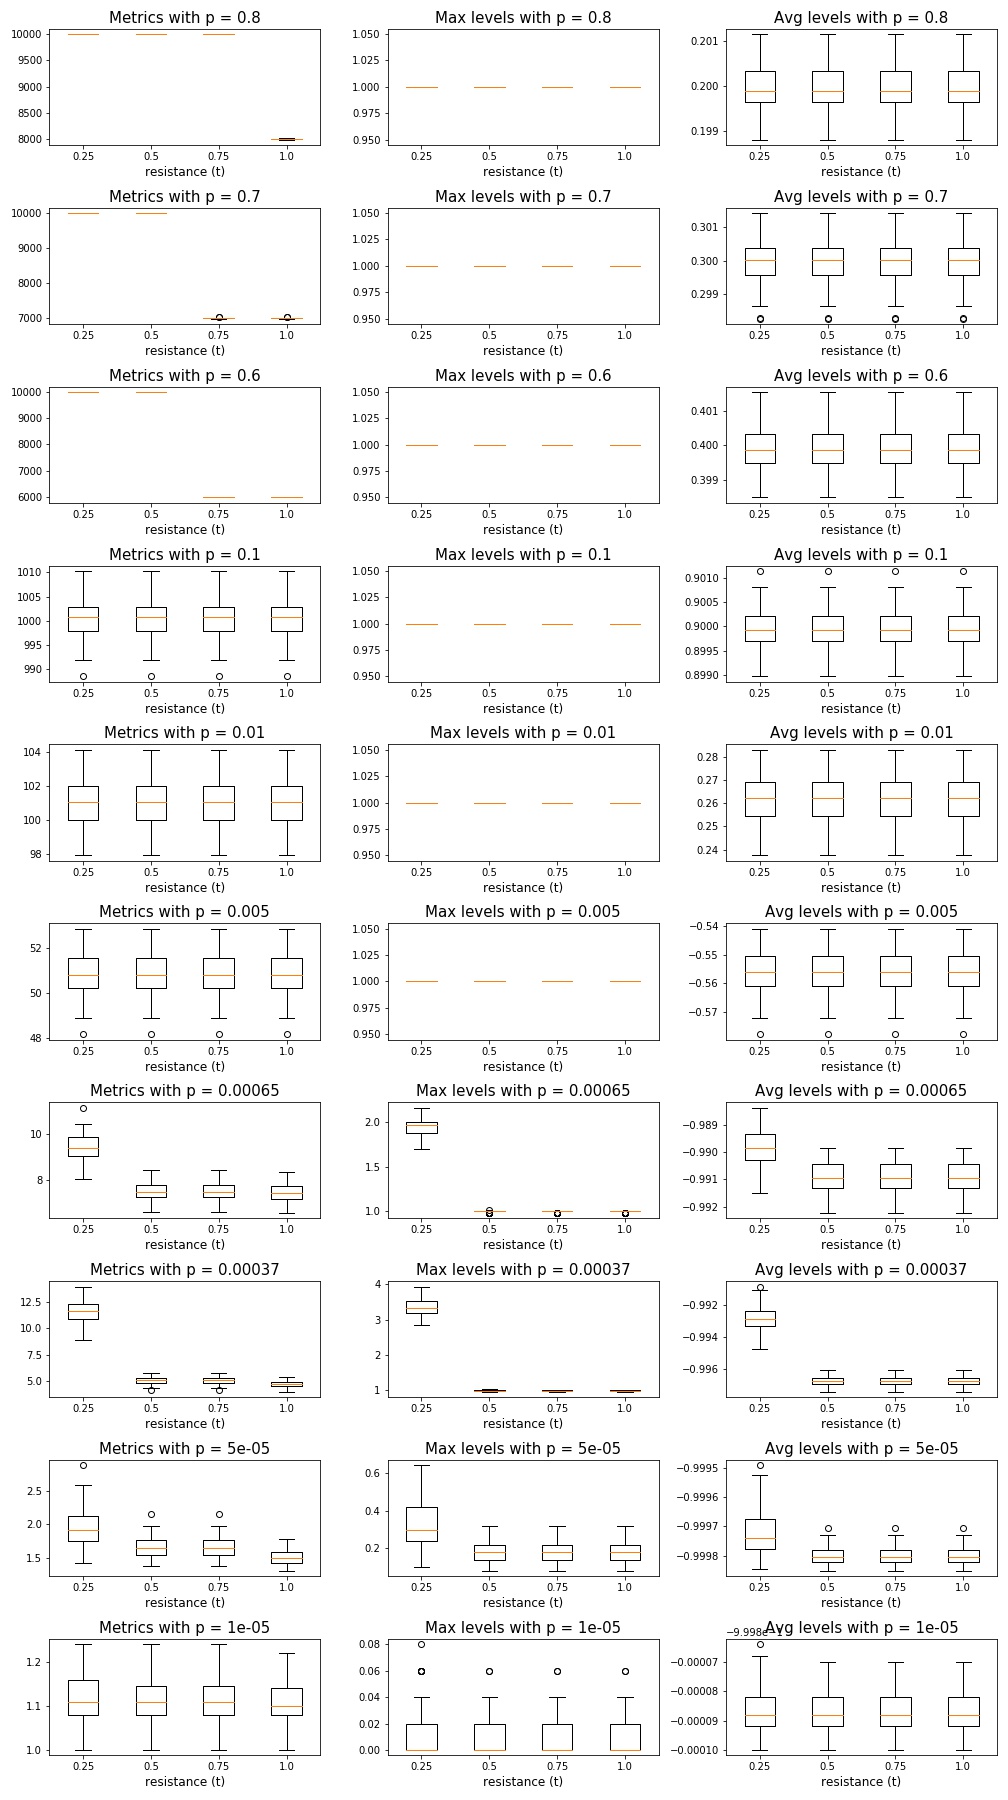 Metrics with p = 0.8 Max levels with p = 0.8 Avg levels with p = 0.8
10000 1.050 0.201
9500 1.025
9000 1.000 0.200
8500 0.975
8000 0.950 0.199
0.25 0.5 0.75 1.0 0.25 0.5 0.75 1.0 0.25 0.5 0.75 1.0
resistance (t) resistance (t) resistance (t)
Metrics with p = 0.7 Max levels with p = 0.7 Avg levels with p = 0.7
10000 1.050 0.301
9000 1.025
1.000 0.300
8000 0.975 0.299
7000 0.950
0.25 0.5 0.75 1.0 0.25 0.5 0.75 1.0 0.25 0.5 0.75 1.0
resistance (t) resistance (t) resistance (t)
Metrics with p = 0.6 Max levels with p = 0.6 Avg levels with p = 0.6
10000 1.050 0.401
9000 1.025
8000 1.000 0.400
7000 0.975 0.399
6000 0.950
0.25 0.5 0.75 1.0 0.25 0.5 0.75 1.0 0.25 0.5 0.75 1.0
resistance (t) resistance (t) resistance (t)
Metrics with p = 0.1 Max levels with p = 0.1 Avg levels with p = 0.1
1010 1.050 0.9010
1005 1.025 0.9005
1000 1.000 0.9000
995 0.975 0.8995
990 0.950 0.8990
0.25 0.5 0.75 1.0 0.25 0.5 0.75 1.0 0.25 0.5 0.75 1.0
resistance (t) resistance (t) resistance (t)
Metrics with p = 0.01 Max levels with p = 0.01 Avg levels with p = 0.01
104 1.050 0.28
102 1.025 0.27
1.000 0.26
100 0.975 0.25
98 0.950 0.24
0.25 0.5 0.75 1.0 0.25 0.5 0.75 1.0 0.25 0.5 0.75 1.0
resistance (t) resistance (t) resistance (t)
Metrics with p = 0.005 Max levels with p = 0.005 Avg levels with p = 0.005
52 1.050 −0.54
1.025 −0.55
50 1.000 −0.56
0.975 −0.57
48 0.950
0.25 0.5 0.75 1.0 0.25 0.5 0.75 1.0 0.25 0.5 0.75 1.0
resistance (t) resistance (t) resistance (t)
Metrics with p = 0.00065 Max levels with p = 0.00065 Avg levels with p = 0.00065
10 2.0 −0.989
−0.990
8 1.5 −0.991
1.0 −0.992
0.25 0.5 0.75 1.0 0.25 0.5 0.75 1.0 0.25 0.5 0.75 1.0
resistance (t) resistance (t) resistance (t)
Metrics with p = 0.00037 Max levels with p = 0.00037 Avg levels with p = 0.00037
12.5 4 −0.992
10.0 3 −0.994
7.5 2 −0.996
5.0 1
0.25 0.5 0.75 1.0 0.25 0.5 0.75 1.0 0.25 0.5 0.75 1.0
resistance (t) resistance (t) resistance (t)
Metrics with p = 5e-05 Max levels with p = 5e-05 Avg levels with p = 5e-05
2.5 0.6 −0.9995
−0.9996
2.0 0.4 −0.9997
1.5 0.2 −0.9998
0.25 0.5 0.75 1.0 0.25 0.5 0.75 1.0 0.25 0.5 0.75 1.0
resistance (t) resistance (t) resistance (t)
Metrics with p = 1e-05 Max levels with p = 1e-05 Avg levels with p = 1e-05
−9.998e−1
1.2 0.08 −0.00007
0.06 −0.00008
1.1 0.04 −0.00009
0.02
1.0 0.00 −0.00010
0.25 0.5 0.75 1.0 0.25 0.5 0.75 1.0 0.25 0.5 0.75 1.0
resistance (t) resistance (t) resistance (t)